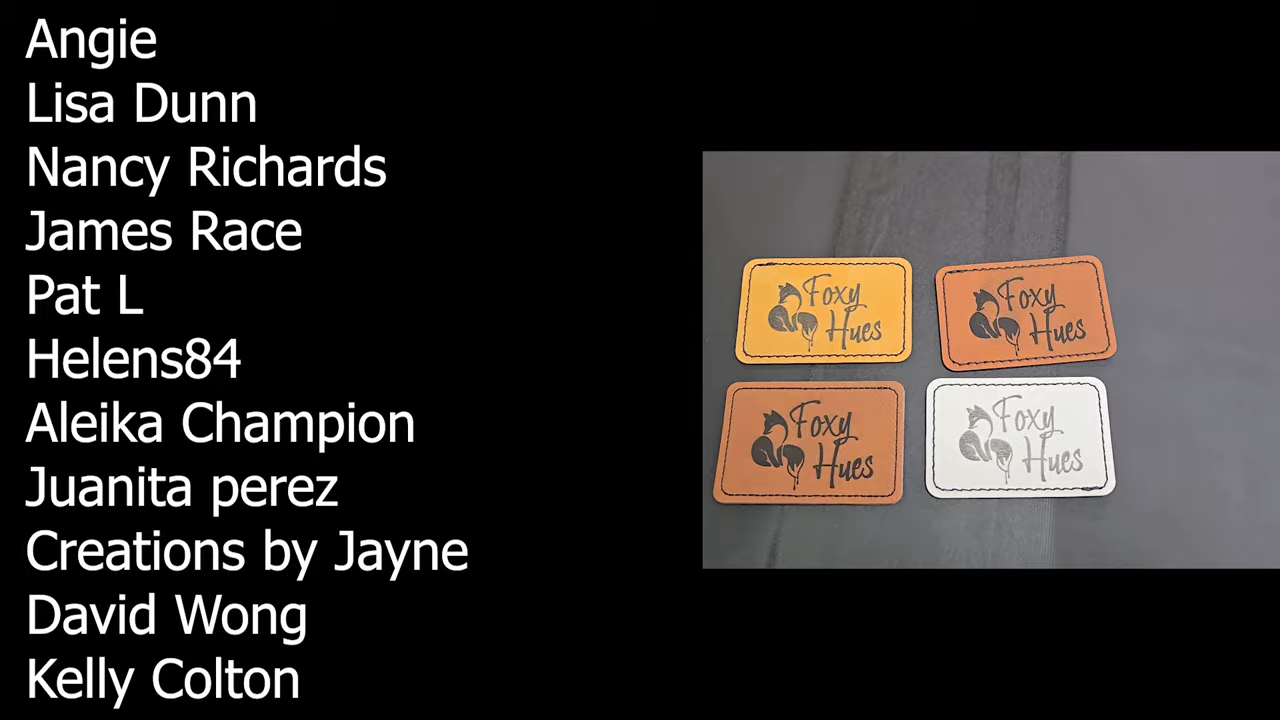 Angie
Lisa Dunn
Nancy Richards
James Race
Pat L
Helens84
Aleika Champion
Juanita perez
Creations by Jayne
David Wong
Kelly Colton
Foxy
Hues
Foxy
Hues
Foxy
Hues
Foxy
Hues